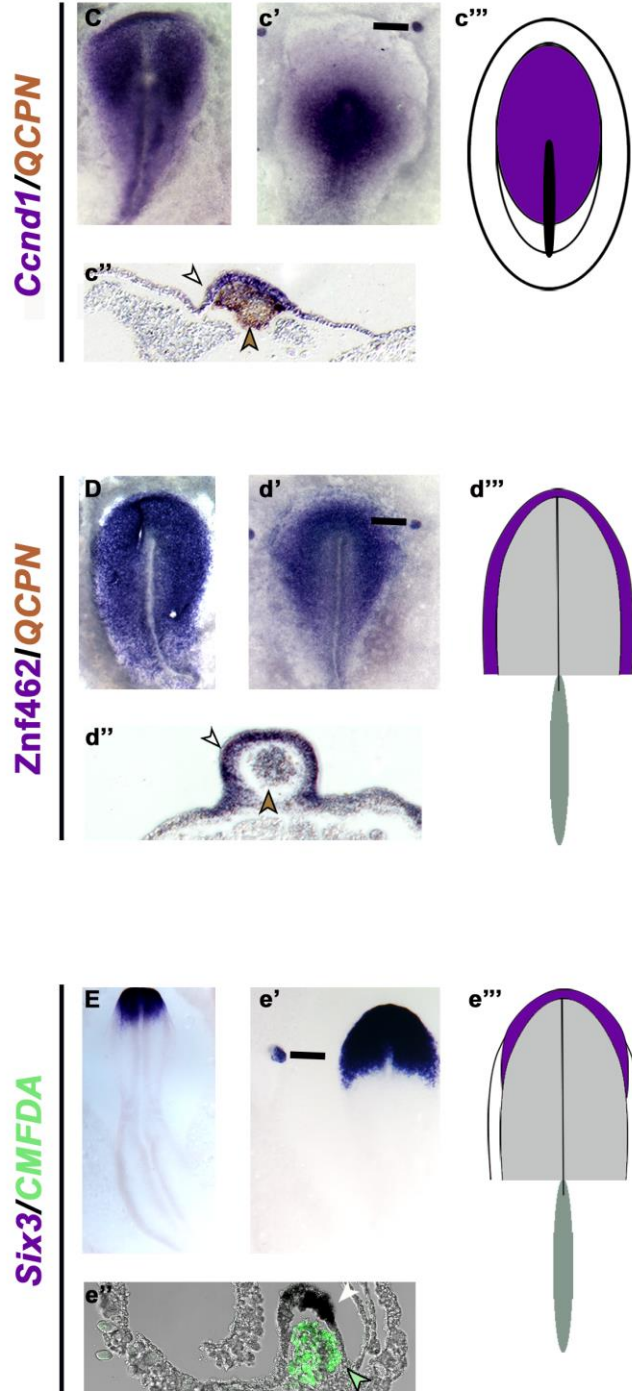 Ccnd1/QCPN
C
c’
c’’’
c’’
Znf462/QCPN
D
d’
d’’’
d’’
Six3/CMFDA
E
e’
e’’’
e’’